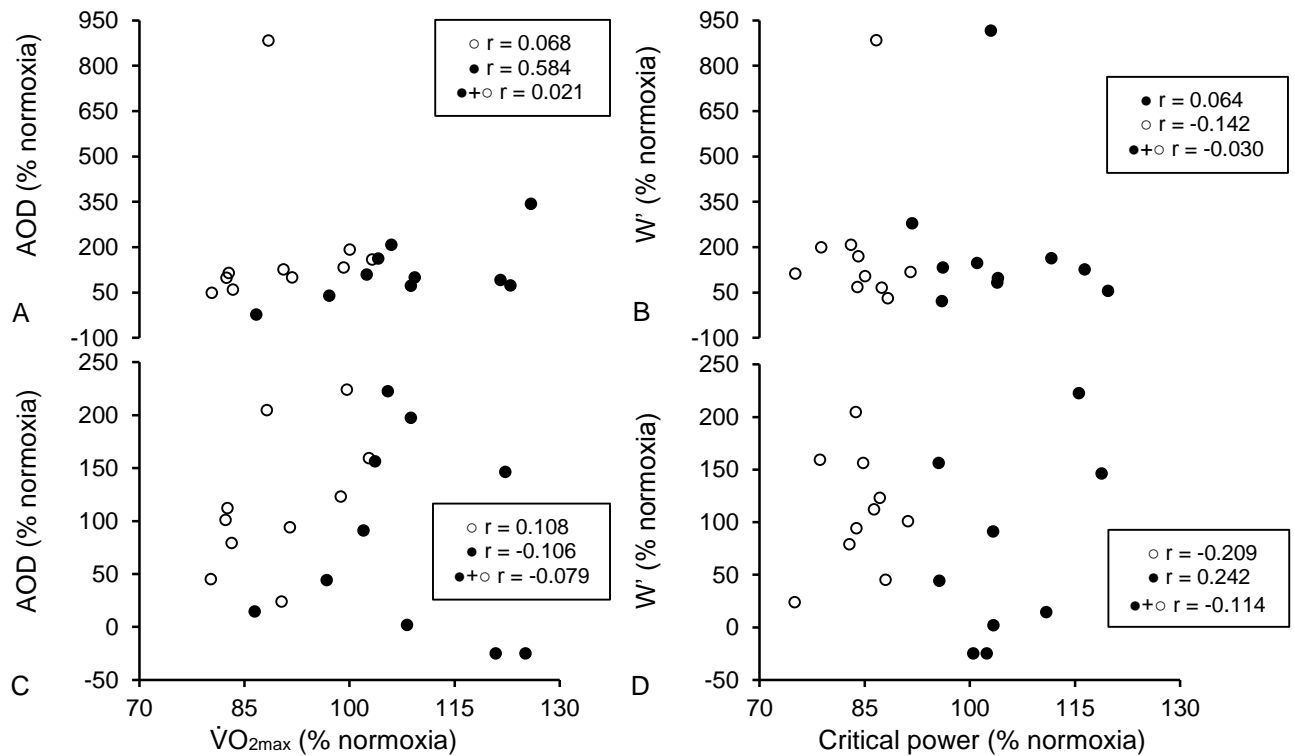 950
800
650
500
350
200
50
-100
AOD (% normoxia)
A
○ r = 0.068
● r = 0.584
●+○ r = 0.021
950
800
650
500
350
200
50
-100
W’ (% normoxia)
B
● r = 0.064
○ r = -0.142
●+○ r = -0.030
250
200
150
100
50
0
-50
AOD (% normoxia)
C
○ r = 0.108
● r = -0.106
●+○ r = -0.079
70 85 100 115 130
V̇O2max (% normoxia)
250
200
150
100
50
0
-50
W’ (% normoxia)
D
○ r = -0.209
● r = 0.242
●+○ r = -0.114
70 85 100 115 130
Critical power (% normoxia)